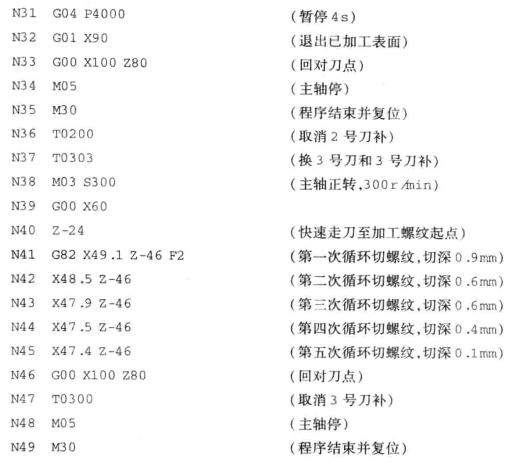 N31 G04 P4000 (暂停4s)
N32 G01 X90 (退出已加工表面)
N33 G00 X100 Z80 (回对刀点)
N34 M05 (主轴停)
N35 M30 (程序结束并复位)
N36 T0200 (取消2号刀补)
N37 T0303 (换3号刀和3号刀补)
N38 M03 S300 (主轴正转,300r/min)
N39 G00 X60
N40 Z-24 (快速走刀至加工螺纹起点)
N41 G82 X49.1 Z-46 F2 (第一次循环切螺纹,切深0.9mm)
N42 X48.5 Z-46 (第二次循环切螺纹,切深0.6mm)
N43 X47.9 Z-46 (第三次循环切螺纹,切深0.6mm)
N44 X47.5 Z-46 (第四次循环切螺纹,切深0.4mm)
N45 X47.4 Z-46 (第五次循环切螺纹,切深0.1mm)
N46 G00 X100 Z80 (回对刀点)
N47 T0300 (取消3号刀补)
N48 M05 (主轴停)
N49 M30 (程序结束并复位)